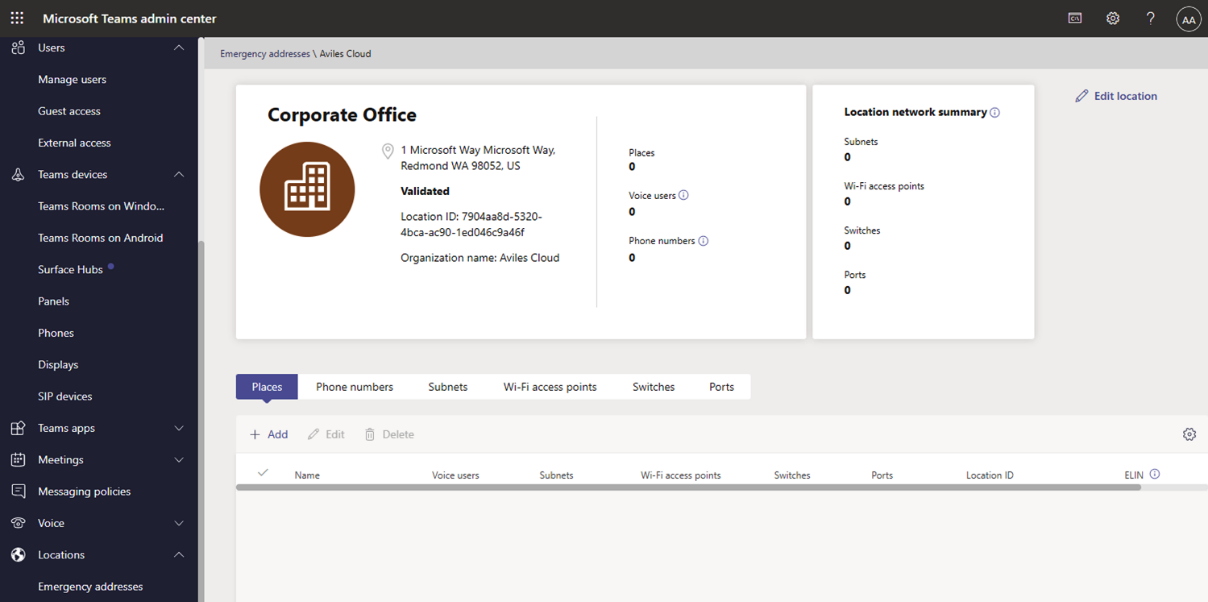 Microsoft Teams admin center
?
AA
Users
Manage users
Guest access
External access
Teams devices
Teams Rooms on Windo...
Teams Rooms on Android
Surface Hubs
Panels
Phones
Displays
SIP devices
Teams apps
Meetings
Messaging policies
Voice
Locations
Emergency addresses
Emergency addresses \ Aviles Cloud
Corporate Office
1 Microsoft Way Microsoft Way,
Redmond WA 98052, US
Validated
Location ID: 7904aa8d-5320-
4bca-ac90-1ed046c9a46f
Organization name: Aviles Cloud
Places
0
Voice users
0
Phone numbers
0
Location network summary
Subnets
0
Wi-Fi access points
0
Switches
0
Ports
0
Edit location
Places Phone numbers Subnets Wi-Fi access points Switches Ports
+ Add Edit Delete
Name Voice users Subnets Wi-Fi access points Switches Ports Location ID ELIN